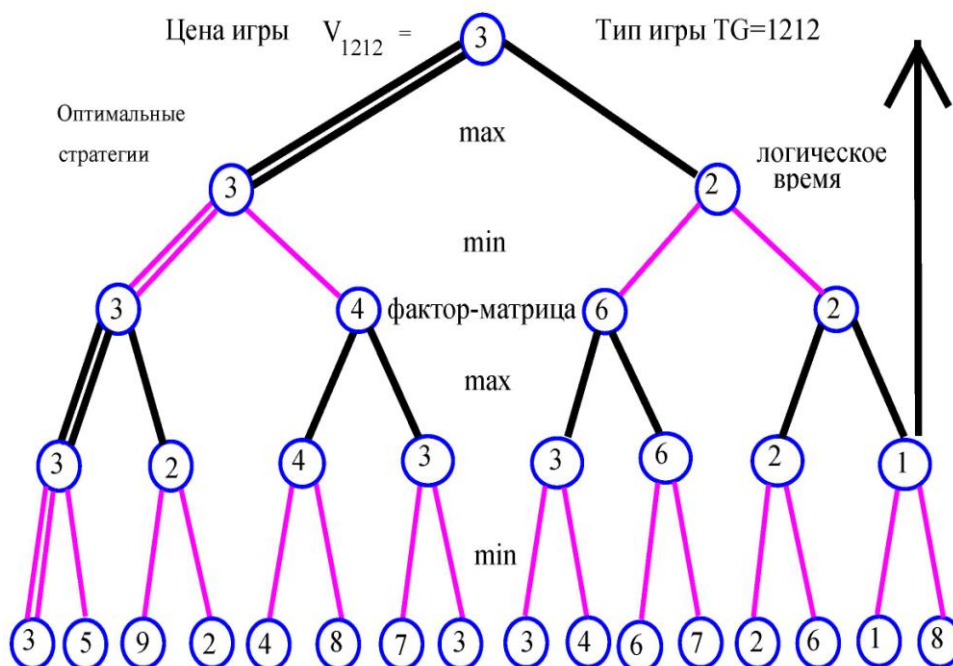 Цена игры V1212 = 3 Тип игры TG=1212
Оптимальные
стратегии
max
логическое
время
3 2
min
3 4 фактор-матрица 6 2
max
3 2 4 3 3 6 2 1
min
3 5 9 2 4 8 7 3 3 4 6 7 2 6 1 8